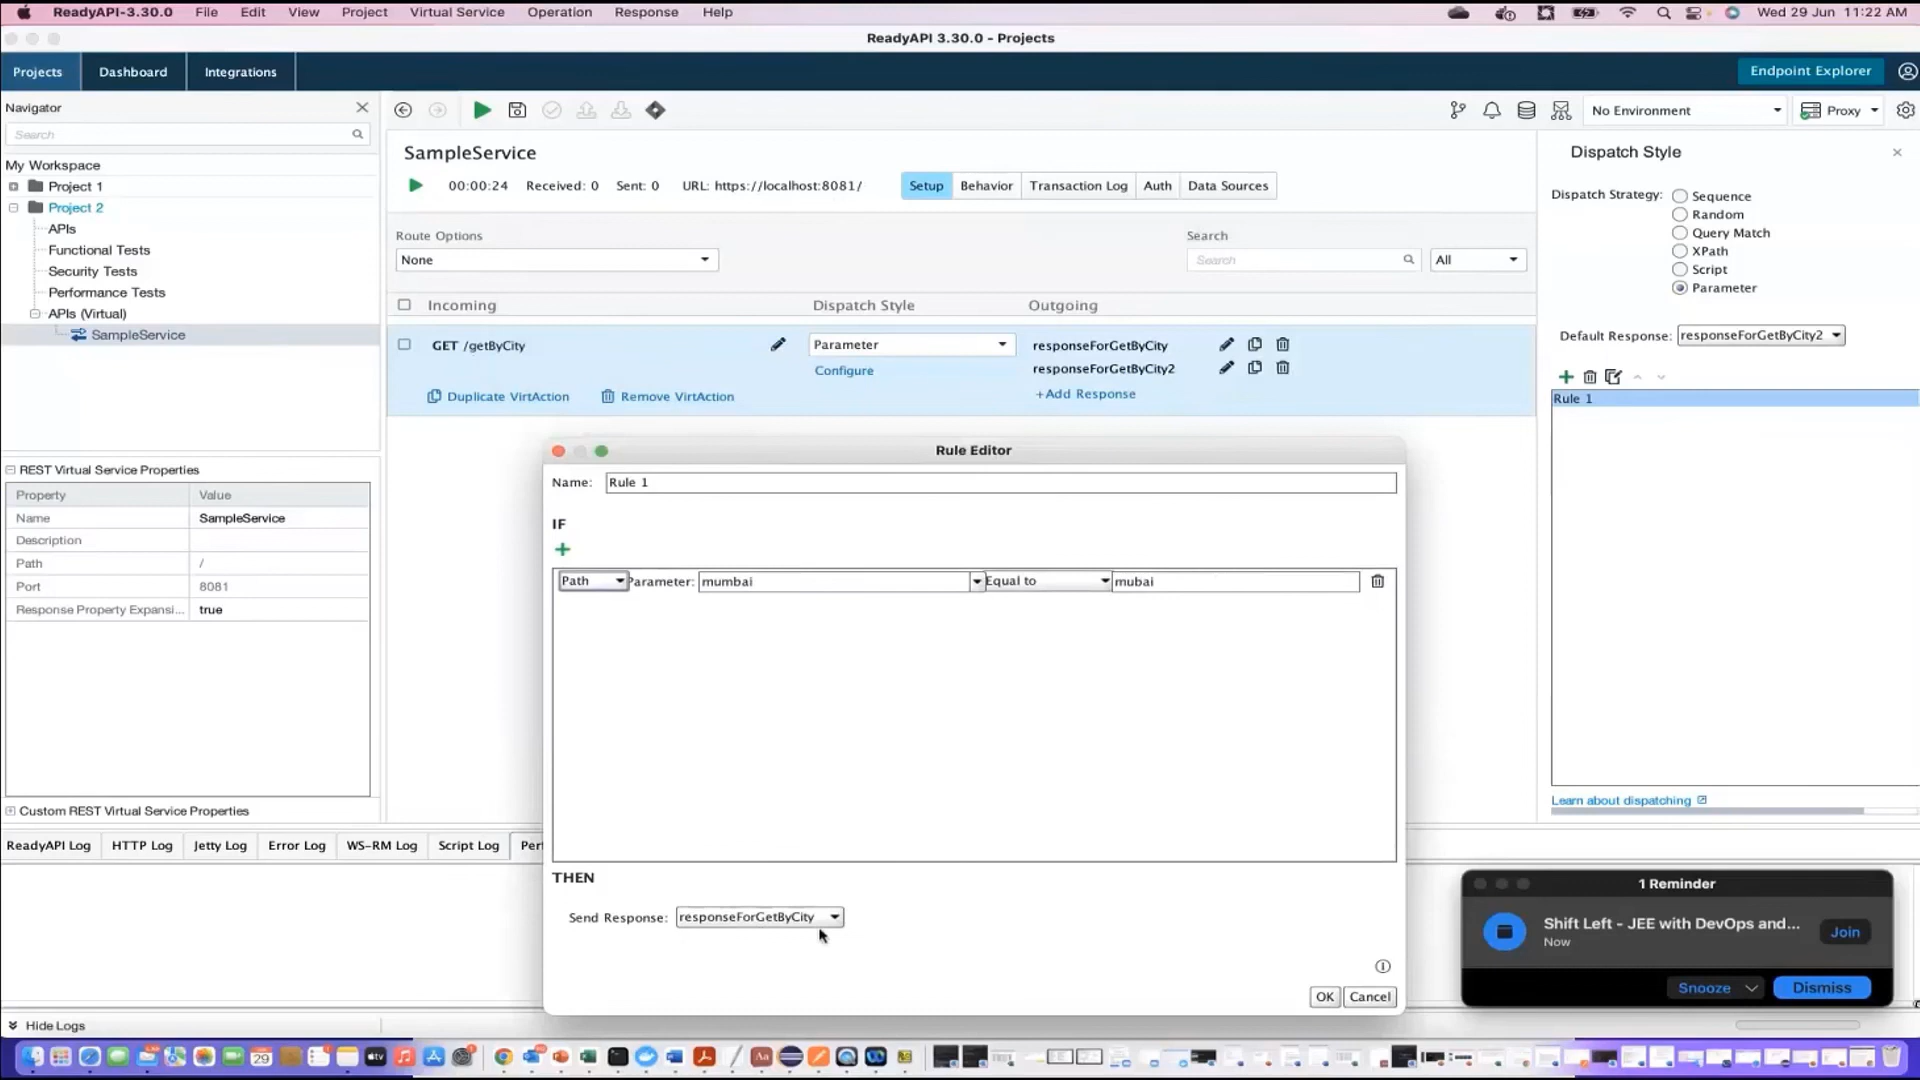 ReadyAPI-3.30.0 File Edit View Project Virtual Service Operation Response Help Wed 29 Jun 11:22 AM
ReadyAPI 3.30.0 - Projects
Projects Dashboard Integrations Endpoint Explorer
Navigator
Search
No Environment Proxy
My Workspace
Project 1
Project 2
APIs
Functional Tests
Security Tests
Performance Tests
APIs (Virtual)
SampleService
SampleService
00:00:24 Received: 0 Sent: 0 URL: https://localhost:8081/ Setup Behavior Transaction Log Auth Data Sources
Route Options
None
Search
Search All
Incoming Dispatch Style Outgoing
GET /getByCity Parameter responseForGetByCity
Configure responseForGetByCity2
Duplicate VirtAction Remove VirtAction +Add Response
Dispatch Style
Dispatch Strategy: Sequence
Random
Query Match
XPath
Script
Parameter
Default Response: responseForGetByCity2
Rule 1
Learn about dispatching
REST Virtual Service Properties
Property Value
Name SampleService
Description
Path /
Port 8081
Response Property Expansi... true
Custom REST Virtual Service Properties
Rule Editor
Name: Rule 1
IF
Path Parameter: mumbai Equal to mubai
THEN
Send Response: responseForGetByCity
OK Cancel
ReadyAPI Log HTTP Log Jetty Log Error Log WS-RM Log Script Log Perf
Hide Logs
1 Reminder
Shift Left - JEE with DevOps and...
Now
Join
Snooze Dismiss
29
tv
Aa